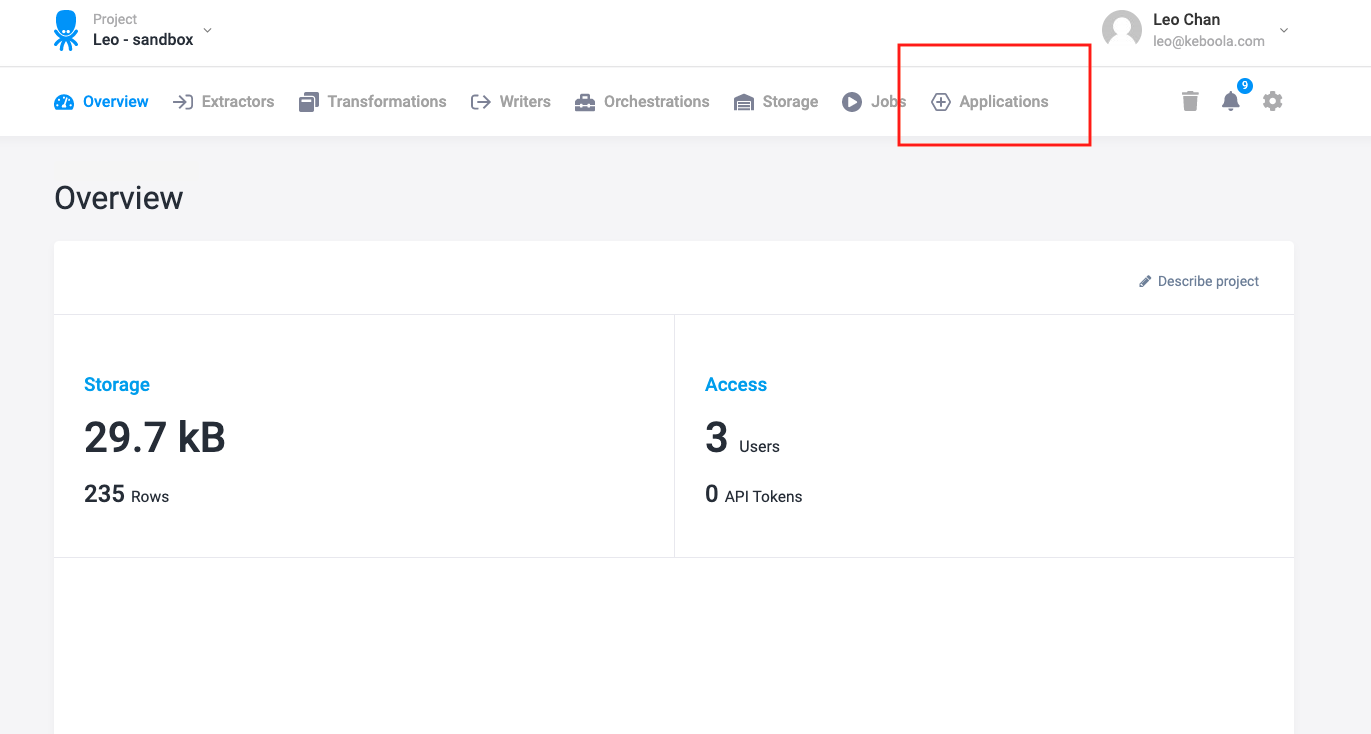 Project
Leo - sandbox
Leo Chan
leo@keboola.com
Overview Extractors Transformations Writers Orchestrations Storage Jobs Applications 9
Overview
Describe project
Storage
29.7 kB
235 Rows
Access
3 Users
0 API Tokens